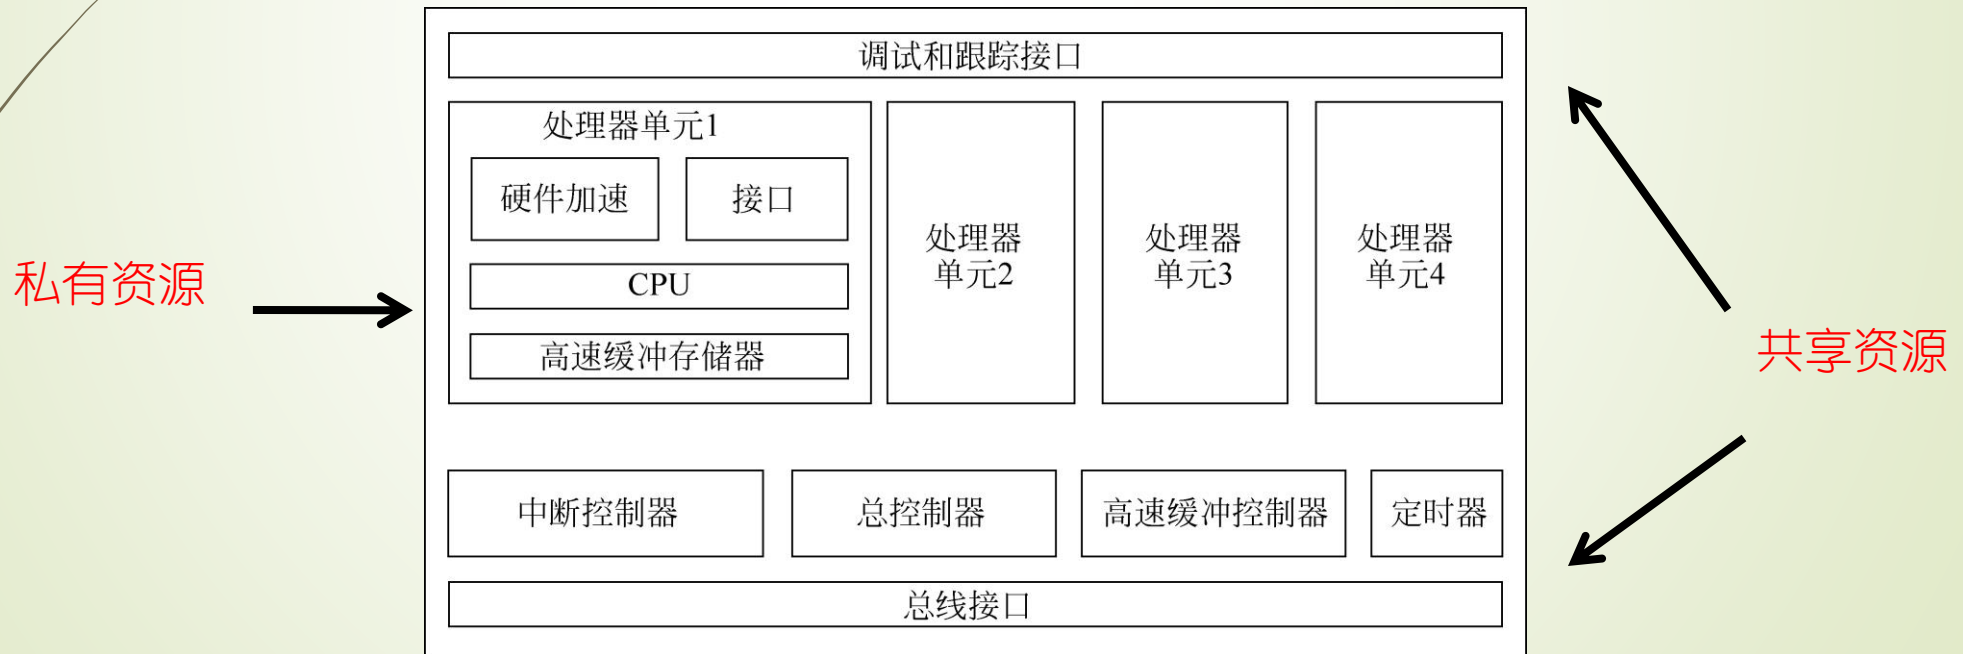 调试和跟踪接口
处理器单元1
硬件加速
接口
CPU
高速缓冲存储器
处理器
单元2
处理器
单元3
处理器
单元4
私有资源
共享资源
中断控制器
总控制器
高速缓冲控制器
定时器
总线接口